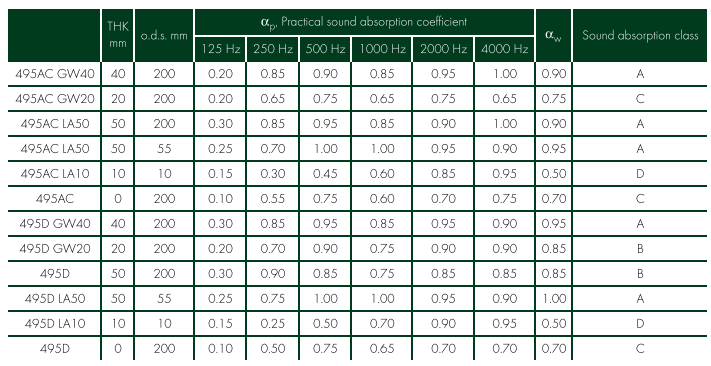 THK mm o.d.s. mm αp, Practical sound absorption coefficient αw Sound absorption class
125 Hz 250 Hz 500 Hz 1000 Hz 2000 Hz 4000 Hz
495AC GW40 40 200 0.20 0.85 0.90 0.85 0.95 1.00 0.90 A
495AC GW20 20 200 0.20 0.65 0.75 0.65 0.75 0.65 0.75 C
495AC LA50 50 200 0.30 0.85 0.95 0.85 0.90 1.00 0.90 A
495AC LA50 50 55 0.25 0.70 1.00 1.00 0.95 0.90 0.95 A
495AC LA10 10 10 0.15 0.30 0.45 0.60 0.85 0.95 0.50 D
495AC 0 200 0.10 0.55 0.75 0.60 0.70 0.75 0.70 C
495D GW40 40 200 0.30 0.85 0.95 0.85 0.95 0.90 0.95 A
495D GW20 20 200 0.20 0.70 0.90 0.75 0.90 0.90 0.85 B
495D 50 200 0.30 0.90 0.85 0.75 0.85 0.85 0.85 B
495D LA50 50 55 0.25 0.75 1.00 1.00 0.95 0.90 1.00 A
495D LA10 10 10 0.15 0.25 0.50 0.70 0.90 0.95 0.50 D
495D 0 200 0.10 0.50 0.75 0.65 0.70 0.70 0.70 C